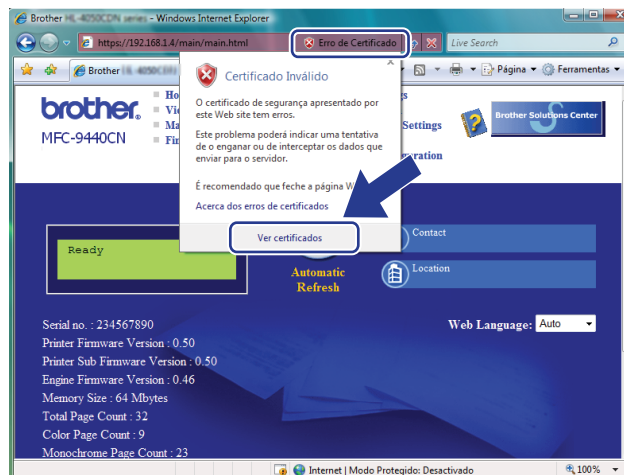 Brother HL-4050CDN series - Windows Internet Explorer
https://192.168.1.4/main/main.html
Erro de Certificado
Live Search
Brother
Página
Ferramentas
Certificado Inválido
O certificado de segurança apresentado por
este Web site tem erros.
Este problema poderá indicar uma tentativa
de o enganar ou de interceptar os dados que
enviar para o servidor.
É recomendado que feche a página
Acerca dos erros de certificados
Ver certificados
brother®
MFC-9440CN
Settings
Brother Solutions Center
Ready
Automatic
Refresh
Contact
Location
Serial no. : 234567890
Web Language: Auto
Printer Firmware Version : 0.50
Printer Sub Firmware Version : 0.50
Engine Firmware Version : 0.46
Memory Size : 64 Mbytes
Total Page Count : 32
Color Page Count : 9
Monochrome Page Count : 23
Internet | Modo Protegido: Desactivado
100%